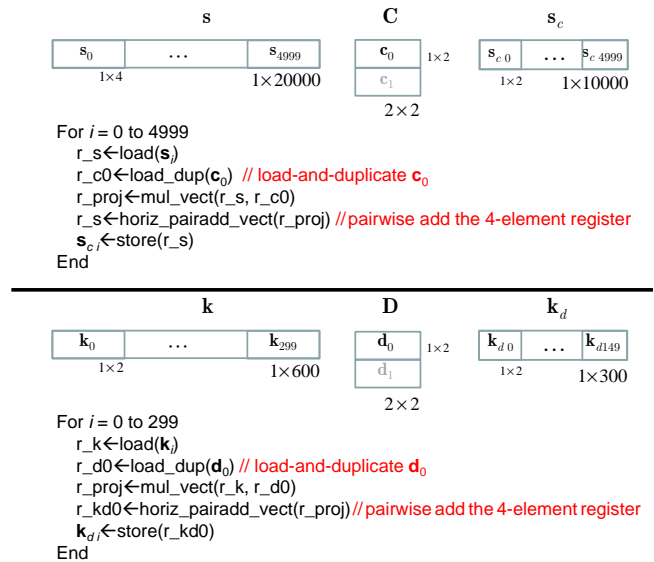 s C s_c
s_0 … s_4999 c_0 1×2 s_c 0 … s_c 4999
1×4 1×20000 c_1 1×2 1×10000
2×2
For i = 0 to 4999
r_s←load(s_i)
r_c0←load_dup(c_0) // load-and-duplicate c_0
r_proj←mul_vect(r_s, r_c0)
r_s←horiz_pairadd_vect(r_proj) //pairwise add the 4-element register
s_c i←store(r_s)
End
k D k_d
k_0 … k_299 d_0 1×2 k_d 0 … k_d149
1×2 1×600 d_1 1×2 1×300
2×2
For i = 0 to 299
r_k←load(k_i)
r_d0←load_dup(d_0) // load-and-duplicate d_0
r_proj←mul_vect(r_k, r_d0)
r_kd0←horiz_pairadd_vect(r_proj)//pairwise add the 4-element register
k_d i←store(r_kd0)
End